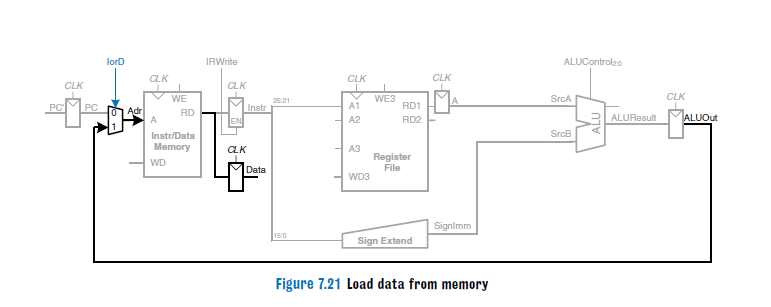 IorD
IRWrite
ALUControl2:0
CLK
CLK
CLK
CLK
CLK
CLK
PC'
PC
0
1
Adr
WE
A
RD
Instr/Data
Memory
WD
EN
Instr
25:21
CLK
Data
WE3
A1
RD1
A2
RD2
A3
Register
File
WD3
A
SrcA
SrcB
ALU
ALUResult
ALUOut
15:0
SignImm
Sign Extend
Figure 7.21 Load data from memory